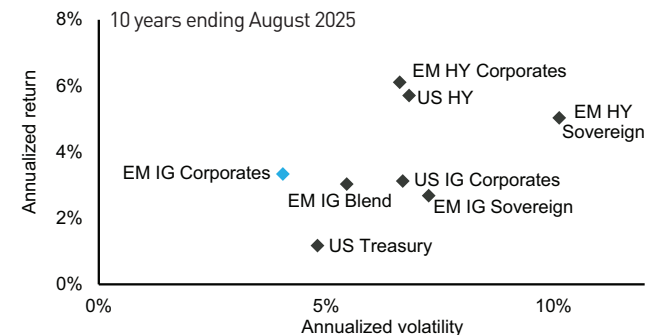 10 years ending August 2025
8%
6%
4%
2%
0%
Annualized return
EM HY Corporates
US HY
EM HY
Sovereign
EM IG Corporates
US IG Corporates
EM IG Blend
EM IG Sovereign
US Treasury
0%
5%
10%
Annualized volatility